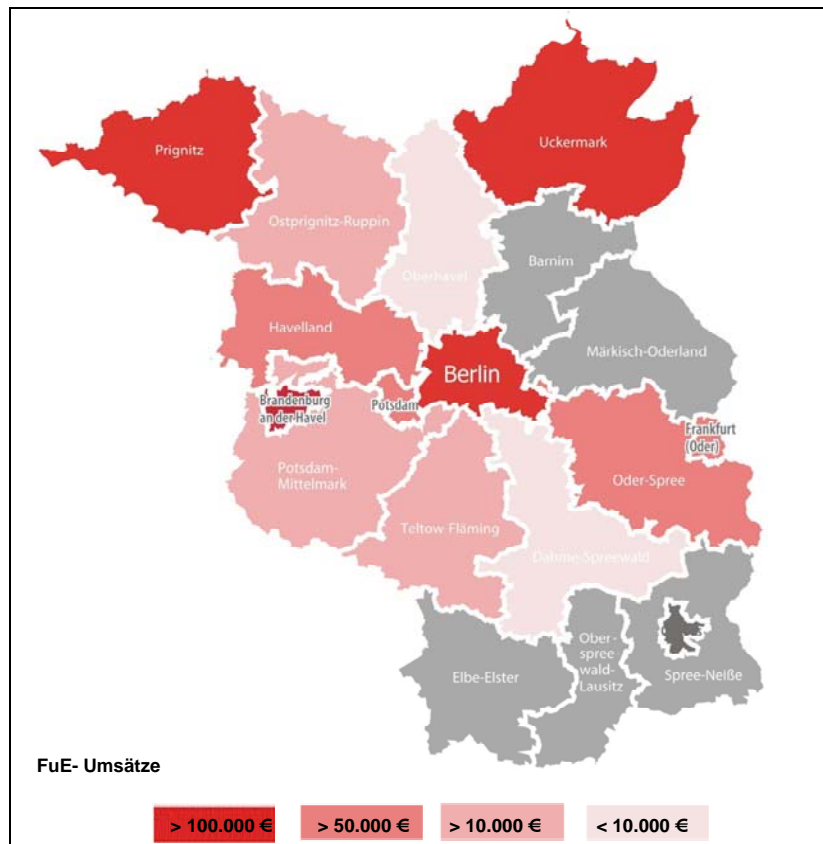 Prignitz
Uckermark
Ostprignitz-Ruppin
Oberhavel
Barnim
Havelland
Märkisch-Oderland
Berlin
Brandenburg
an der Havel
Potsdam
Frankfurt
(Oder)
Potsdam-
Mittelmark
Oder-Spree
Teltow Fläming
Dahme-Spreewald
Elbe-Elster
Ober-
spree
wald-
Lausitz
Spree-Neiße
FuE- Umsätze
> 100.000 €
> 50.000 €
> 10.000 €
< 10.000 €